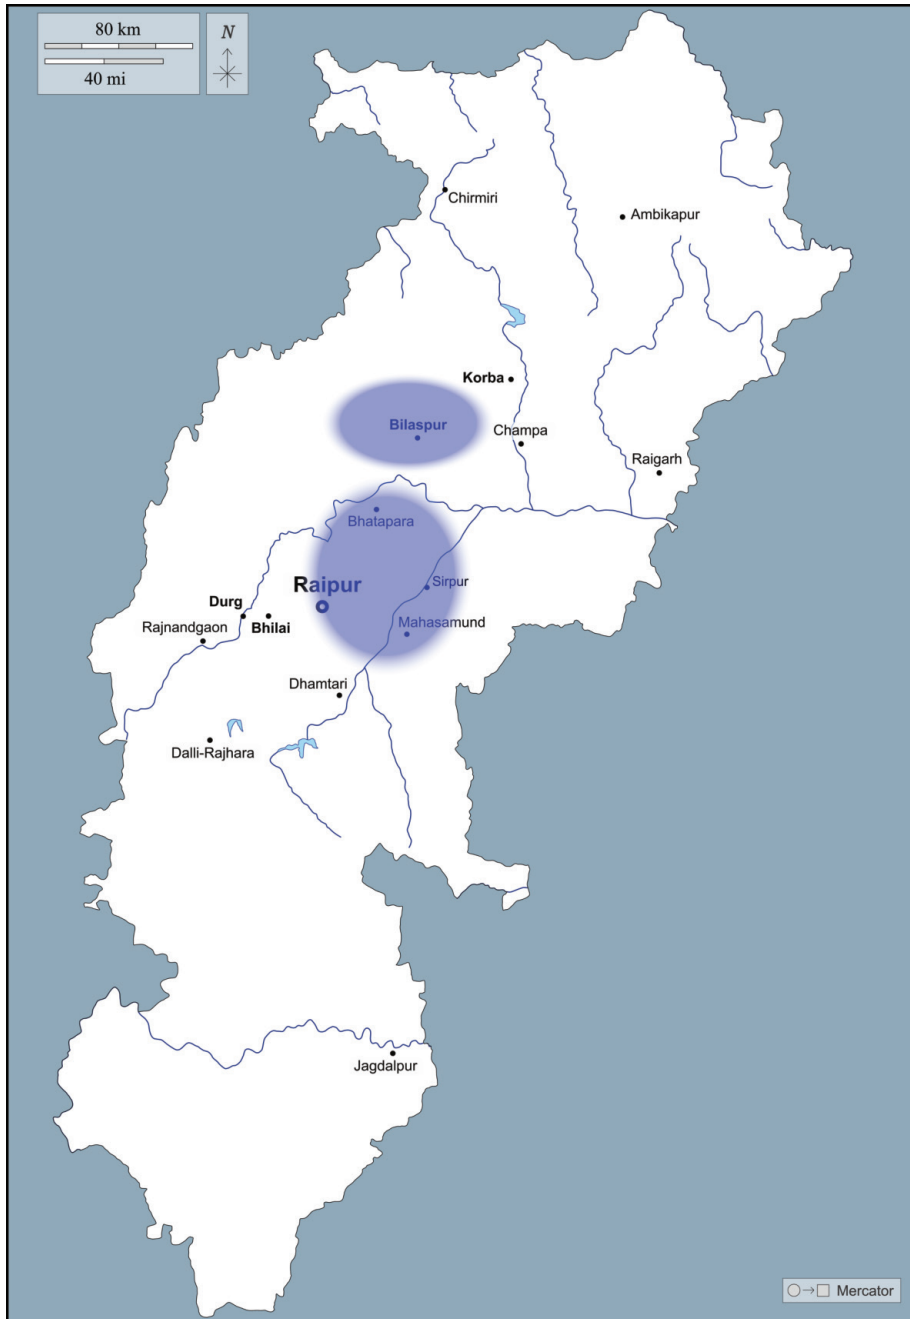 80 km
40 mi
N
Chirmiri
Ambikapur
Korba
Bilaspur
Champa
Raigarh
Bhatapara
Raipur
Sirpur
Durg
Bhilai
Mahasamund
Rajnandgaon
Dhamtari
Dalli-Rajhara
Jagdalpur
Mercator